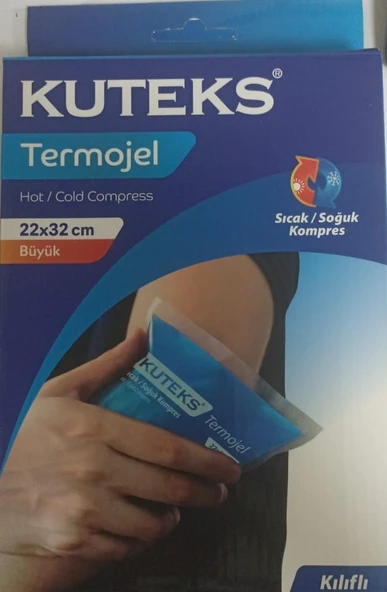 KUTEKS®
Termojel
Hot / Cold Compress
22x32 cm
Büyük
Sıcak / Soğuk
Kompres
KUTEKS
Sıcak / Soğuk Kompres
Termojel
Kılıflı